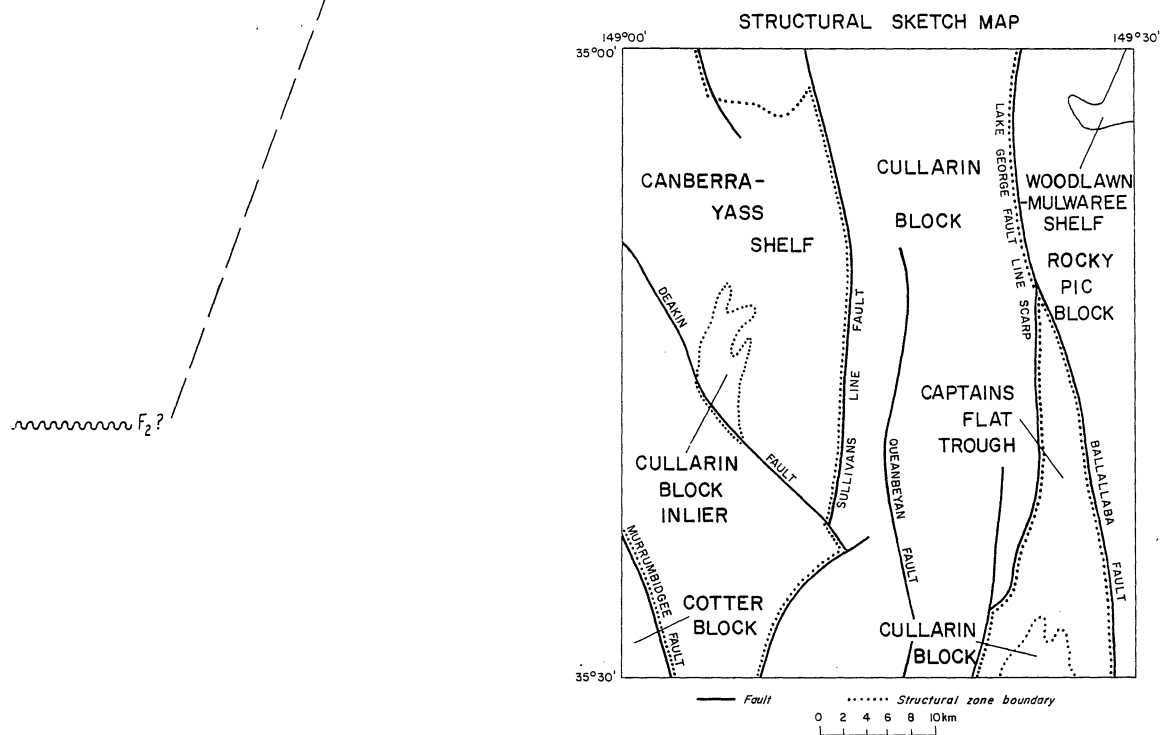 STRUCTURAL SKETCH MAP
149°00'
149°30'
35°00'
LAKE GEORGE FAULT LINE SCARP
CANBERRA-
YASS
SHELF
CULLARIN
BLOCK
WOODLAWN
-MULWAREE
SHELF
ROCKY
PIC
BLOCK
DEAKIN
FAULT
SULLIVANS LINE FAULT
CAPTAINS
FLAT
TROUGH
F2?
CULLARIN
BLOCK
INLIER
QUEANBEYAN FAULT
BALLALLABA FAULT
MURRUMBIDGEE FAULT
COTTER
BLOCK
CULLARIN
BLOCK
35°30'
Fault
Structural zone boundary
0 2 4 6 8 10km